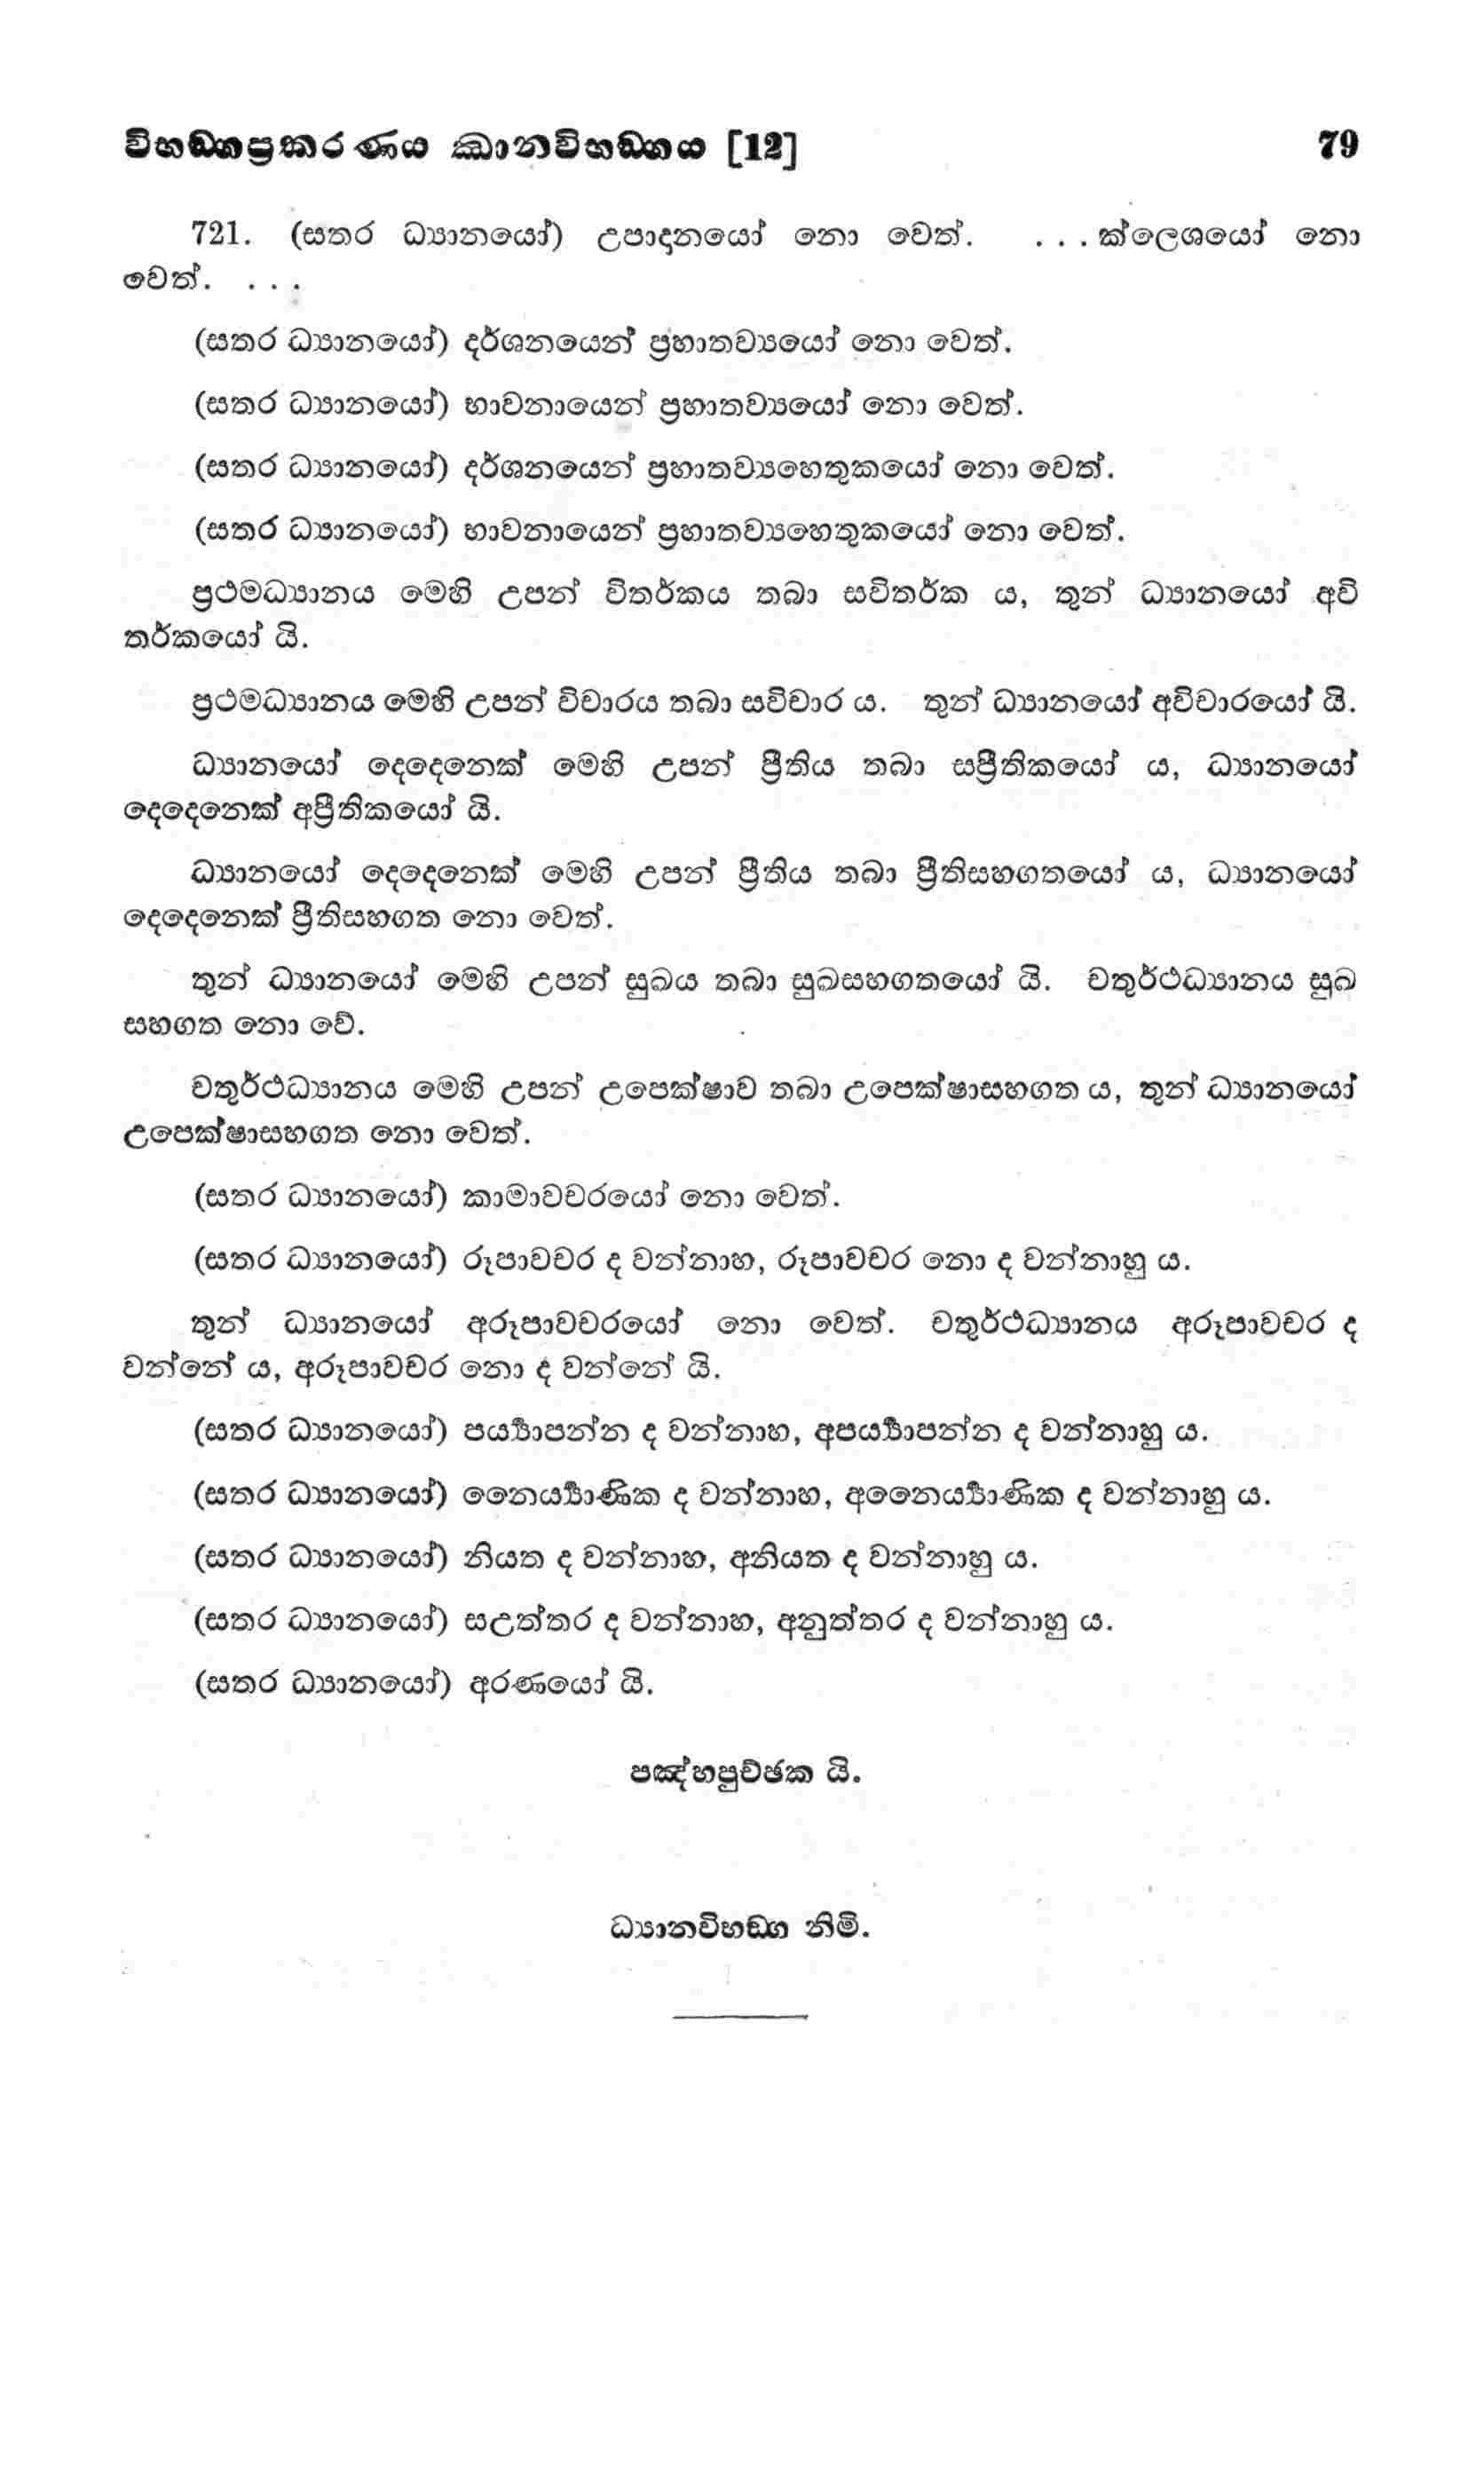 විභඞ්ගප්‍රකරණය ඣානවිභඞ්ගය [12] 79
721. (සතර ධ්‍යානයෝ) උපාදානයෝ නො වෙත්. . . . ක්ලෙශයෝ නො
වෙත්. . . .
(සතර ධ්‍යානයෝ) දර්ශනයෙන් ප්‍රහාතව්‍යයෝ නො වෙත්.
(සතර ධ්‍යානයෝ) භාවනායෙන් ප්‍රහාතව්‍යයෝ නො වෙත්.
(සතර ධ්‍යානයෝ) දර්ශනයෙන් ප්‍රහාතව්‍යහෙතුකයෝ නො වෙත්.
(සතර ධ්‍යානයෝ) භාවනායෙන් ප්‍රහාතව්‍යහෙතුකයෝ නො වෙත්.
ප්‍රථමධ්‍යානය මෙහි උපන් විතර්කය තබා සවිතර්ක ය, තුන් ධ්‍යානයෝ අවි
තර්කයෝ යි.
ප්‍රථමධ්‍යානය මෙහි උපන් විචාරය තබා සවිචාර ය. තුන් ධ්‍යානයෝ අවිචාරයෝ යි.
ධ්‍යානයෝ දෙදෙනෙක් මෙහි උපන් ප්‍රීතිය තබා සප්‍රීතිකයෝ ය, ධ්‍යානයෝ
දෙදෙනෙක් අප්‍රීතිකයෝ යි.
ධ්‍යානයෝ දෙදෙනෙක් මෙහි උපන් ප්‍රීතිය තබා ප්‍රීතිසහගතයෝ ය, ධ්‍යානයෝ
දෙදෙනෙක් ප්‍රීතිසහගත නො වෙත්.
තුන් ධ්‍යානයෝ මෙහි උපන් සුඛය තබා සුඛසහගතයෝ යි. චතුර්ථධ්‍යානය සුඛ
සහගත නො වේ.
චතුර්ථධ්‍යානය මෙහි උපන් උපෙක්ෂාව තබා උපෙක්ෂාසහගත ය, තුන් ධ්‍යානයෝ
උපෙක්ෂාසහගත නො වෙත්.
(සතර ධ්‍යානයෝ) කාමාවචරයෝ නො වෙත්.
(සතර ධ්‍යානයෝ) රූපාවචර ද වන්නාහ, රූපාවචර නො ද වන්නාහු ය.
තුන් ධ්‍යානයෝ අරූපාවචරයෝ නො වෙත්. චතුර්ථධ්‍යානය අරූපාවචර ද
වන්නේ ය, අරූපාවචර නො ද වන්නේ යි.
(සතර ධ්‍යානයෝ) පර්‍ය්‍යාපන්න ද වන්නාහ, අපර්‍ය්‍යාපන්න ද වන්නාහු ය.
(සතර ධ්‍යානයෝ) නෛර්‍ය්‍යාණික ද වන්නාහ, අනෛර්‍ය්‍යාණික ද වන්නාහු ය.
(සතර ධ්‍යානයෝ) නියත ද වන්නාහ, අනියත ද වන්නාහු ය.
(සතර ධ්‍යානයෝ) සඋත්තර ද වන්නාහ, අනුත්තර ද වන්නාහු ය.
(සතර ධ්‍යානයෝ) අරණයෝ යි.
පඤ්හපුච්ඡක යි.
ධ්‍යානවිභඞ්ග නිමි.